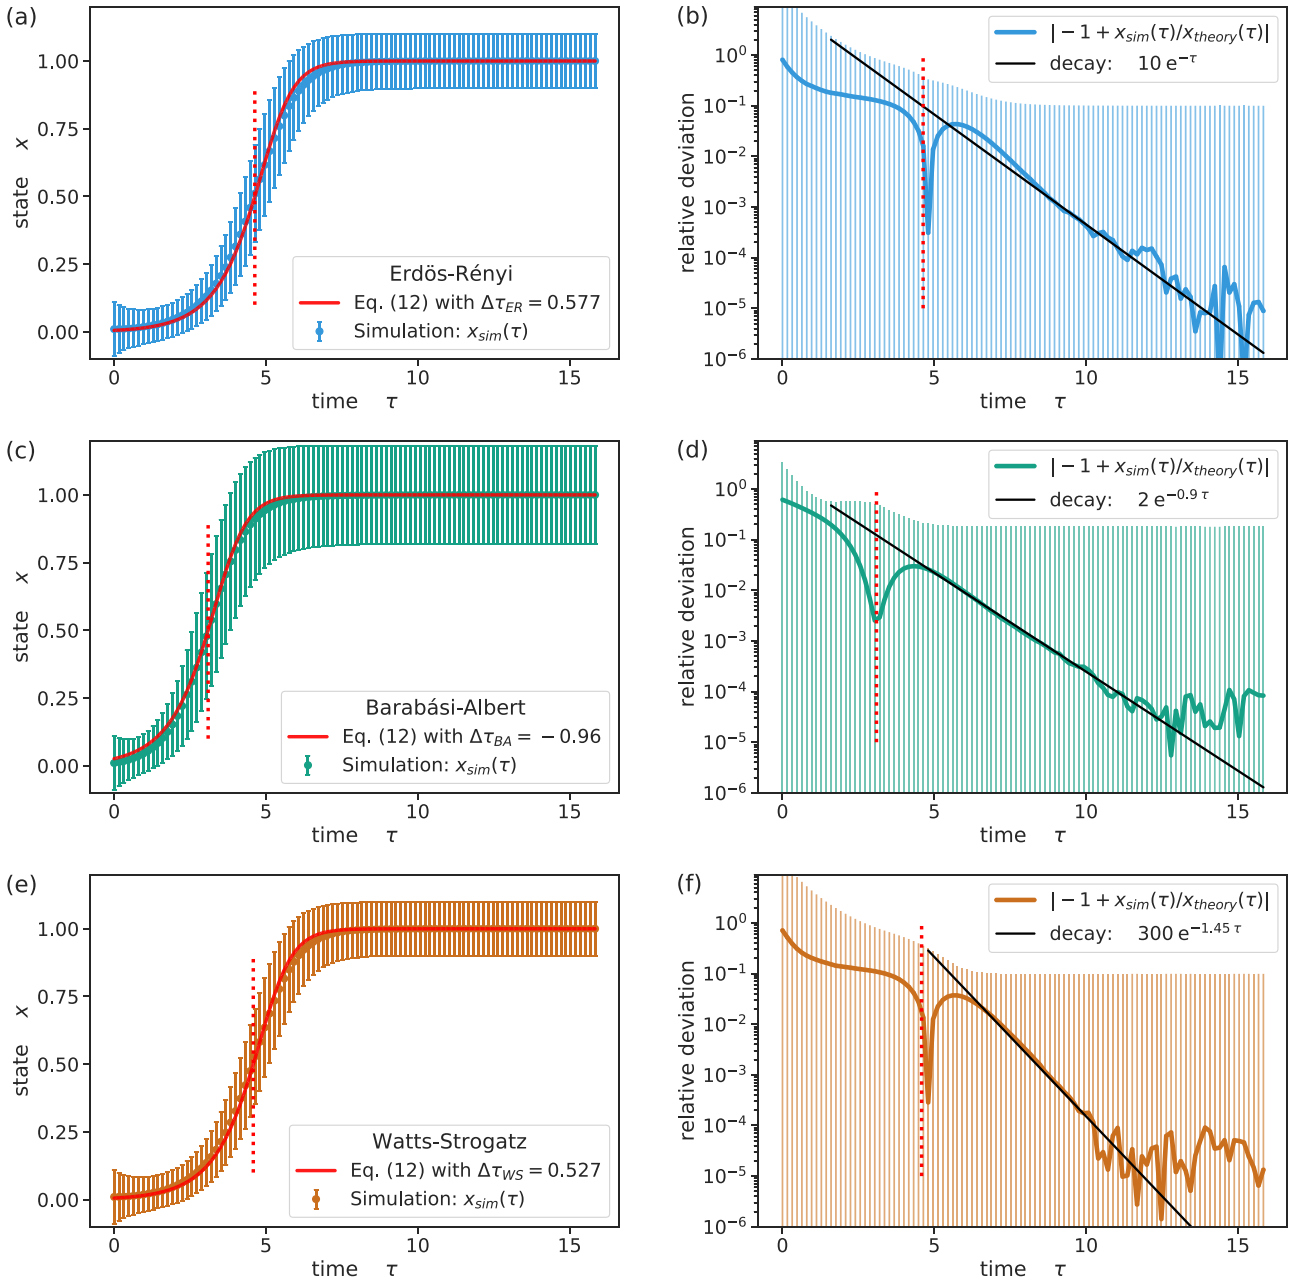 (a)
1.00
0.75
0.50
0.25
0.00
state x
0 5 10 15
time τ
Erdös-Rényi
Eq. (12) with Δτ_ER = 0.577
Simulation: x_sim(τ)
(b)
10^0
10^−1
10^−2
10^−3
10^−4
10^−5
10^−6
relative deviation
0 5 10 15
time τ
| − 1 + x_sim(τ)/x_theory(τ)|
decay: 10 e^−τ
(c)
1.00
0.75
0.50
0.25
0.00
state x
0 5 10 15
time τ
Barabási-Albert
Eq. (12) with Δτ_BA = − 0.96
Simulation: x_sim(τ)
(d)
10^0
10^−1
10^−2
10^−3
10^−4
10^−5
10^−6
relative deviation
0 5 10 15
time τ
| − 1 + x_sim(τ)/x_theory(τ)|
decay: 2 e^−0.9 τ
(e)
1.00
0.75
0.50
0.25
0.00
state x
0 5 10 15
time τ
Watts-Strogatz
Eq. (12) with Δτ_WS = 0.527
Simulation: x_sim(τ)
(f)
10^0
10^−1
10^−2
10^−3
10^−4
10^−5
10^−6
relative deviation
0 5 10 15
time τ
| − 1 + x_sim(τ)/x_theory(τ)|
decay: 300 e^−1.45 τ